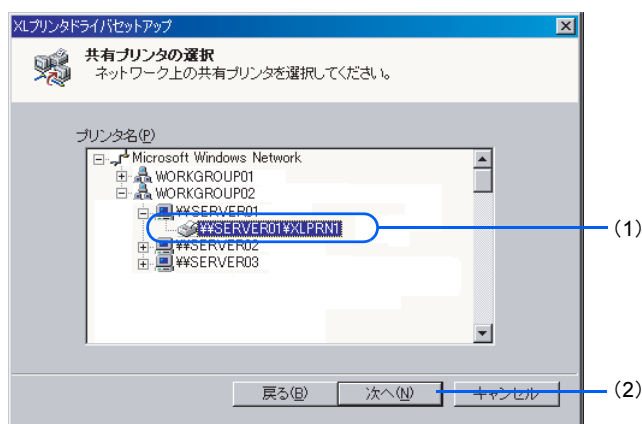 XLプリンタドライバセットアップ
共有プリンタの選択
ネットワーク上の共有プリンタを選択してください。
プリンタ名(P)
Microsoft Windows Network
WORKGROUP01
WORKGROUP02
¥¥SERVER01
¥¥SERVER01¥XLPRN1
(1)
¥¥SERVER02
¥¥SERVER03
戻る(B) 次へ(N) キャンセル (2)